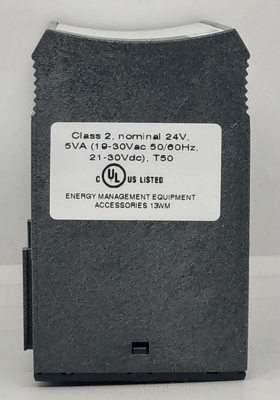 Class 2, nominal 24V,
5VA (19-30Vac 50/60Hz,
21-30Vdc), T50
C UL US LISTED
ENERGY MANAGEMENT EQUIPMENT
ACCESSORIES 13WM